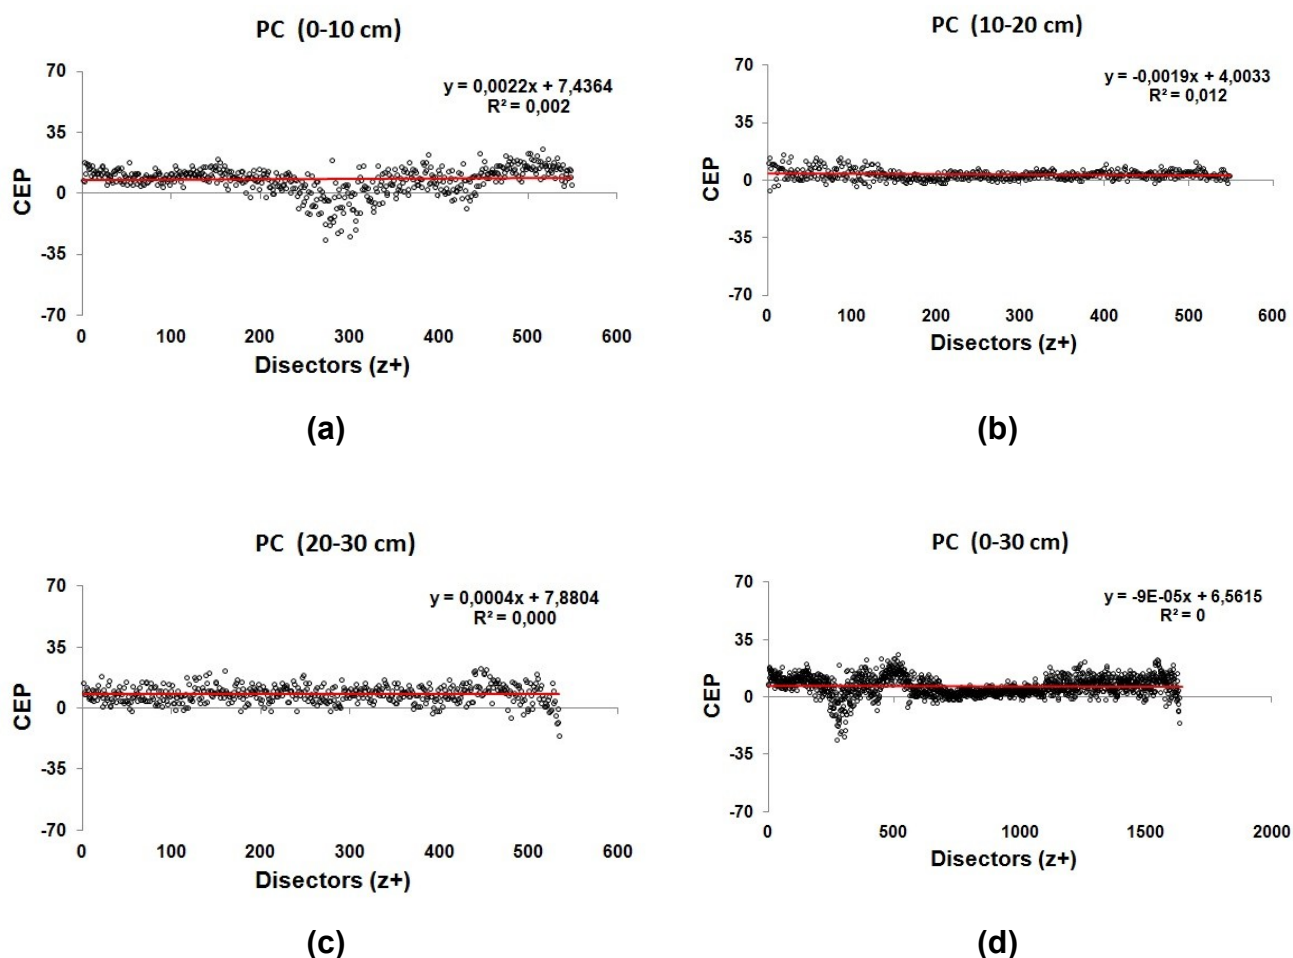 PC (0-10 cm)
y = 0,0022x + 7,4364
R² = 0,002
70
35
0
-35
-70
CEP
0 100 200 300 400 500 600
Disectors (z+)
(a)
PC (10-20 cm)
y = -0,0019x + 4,0033
R² = 0,012
70
35
0
-35
-70
CEP
0 100 200 300 400 500 600
Disectors (z+)
(b)
PC (20-30 cm)
y = 0,0004x + 7,8804
R² = 0,000
70
35
0
-35
-70
CEP
0 100 200 300 400 500 600
Disectors (z+)
(c)
PC (0-30 cm)
y = -9E-05x + 6,5615
R² = 0
70
35
0
-35
-70
CEP
0 500 1000 1500 2000
Disectors (z+)
(d)